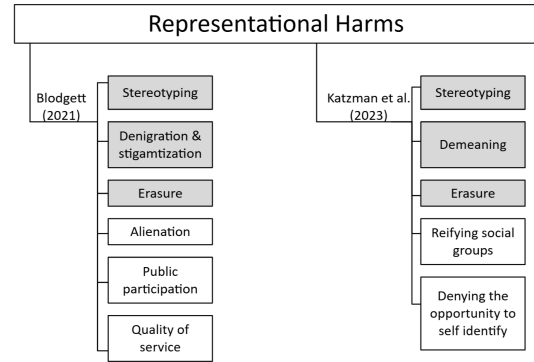 Representational Harms
Blodgett
(2021)
Stereotyping
Denigration &
stigamtization
Erasure
Alienation
Public
participation
Quality of
service
Katzman et al.
(2023)
Stereotyping
Demeaning
Erasure
Reifying social
groups
Denying the
opportunity to
self identify